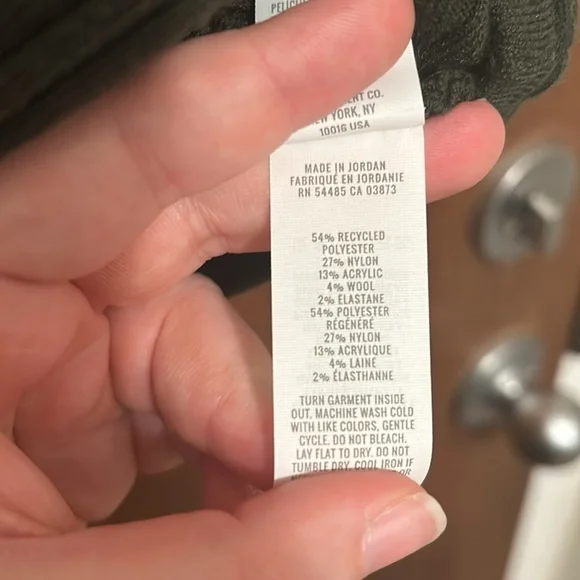 CO.
YORK, NY
10016 USA
MADE IN JORDAN
FABRIQUÉ EN JORDANIE
RN 54485 CA 03873
54% RECYCLED
POLYESTER
27% NYLON
13% ACRYLIC
4% WOOL
2% ELASTANE
54% POLYESTER
RÉGÉNÉRÉ
27% NYLON
13% ACRYLIQUE
4% LAINE
2% ÉLASTHANNE
TURN GARMENT INSIDE
OUT, MACHINE WASH COLD
WITH LIKE COLORS, GENTLE
CYCLE. DO NOT BLEACH.
LAY FLAT TO DRY. DO NOT
TUMBLE DRY. COOL IRON IF
OR